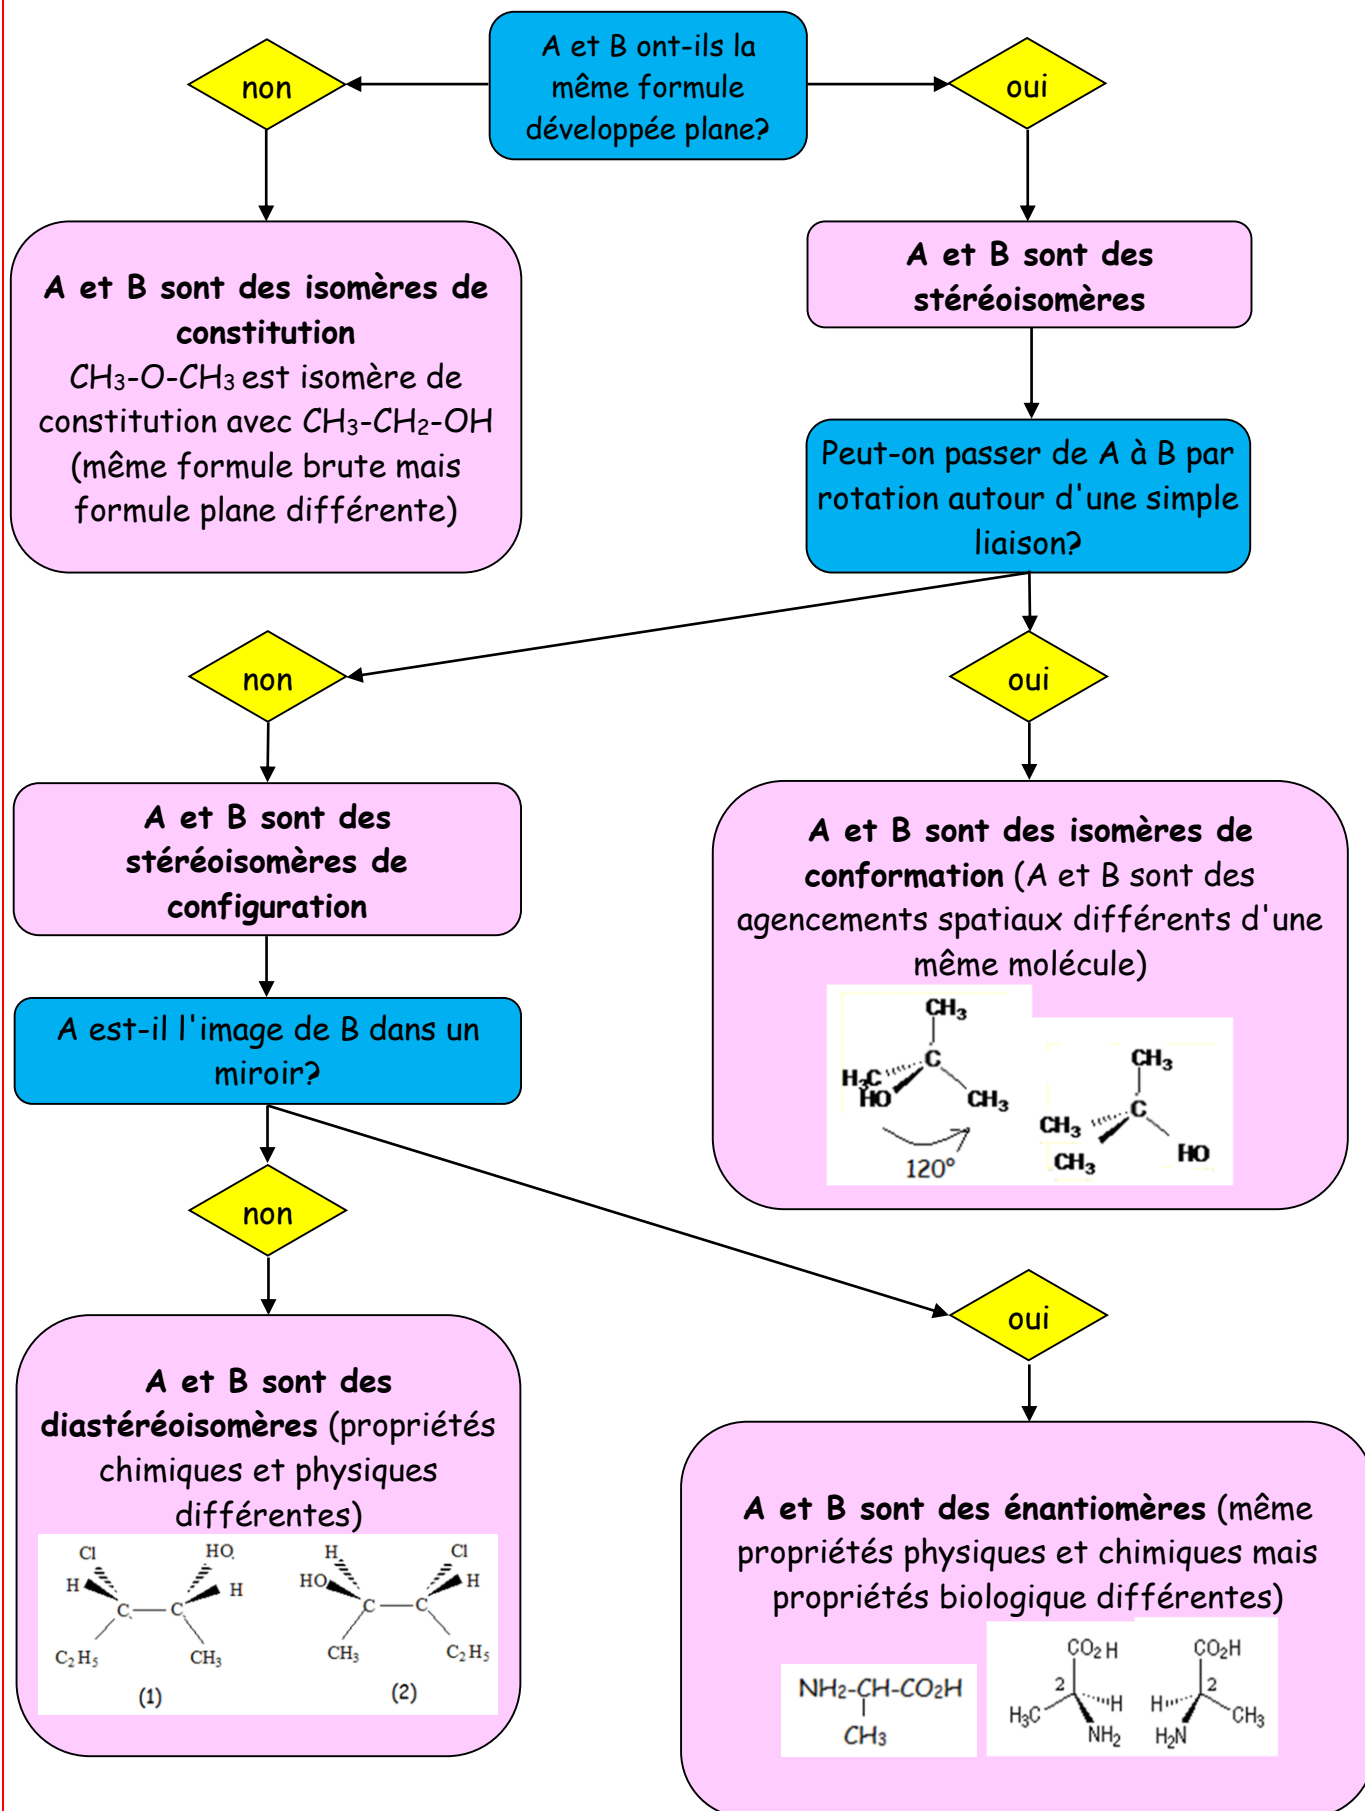 A et B ont-ils la
même formule
développée plane?
non
oui
A et B sont des isomères de
constitution
CH₃-O-CH₃ est isomère de
constitution avec CH₃-CH₂-OH
(même formule brute mais
formule plane différente)
A et B sont des
stéréoisomères
Peut-on passer de A à B par
rotation autour d'une simple
liaison?
non
oui
A et B sont des
stéréoisomères de
configuration
A et B sont des isomères de
conformation (A et B sont des
agencements spatiaux différents d'une
même molécule)
CH₃
C
H₃C
HO
CH₃
120°
CH₃
C
CH₃
CH₃
HO
A est-il l'image de B dans un
miroir?
non
oui
A et B sont des
diastéréoisomères (propriétés
chimiques et physiques
différentes)
Cl
HO
H
H
C
C
C₂H₅
CH₃
(1)
H
Cl
HO
H
C
C
CH₃
C₂H₅
(2)
A et B sont des énantiomères (même
propriétés physiques et chimiques mais
propriétés biologique différentes)
NH₂-CH-CO₂H
CH₃
CO₂H
2
H
H₃C
NH₂
CO₂H
2
H
CH₃
H₂N